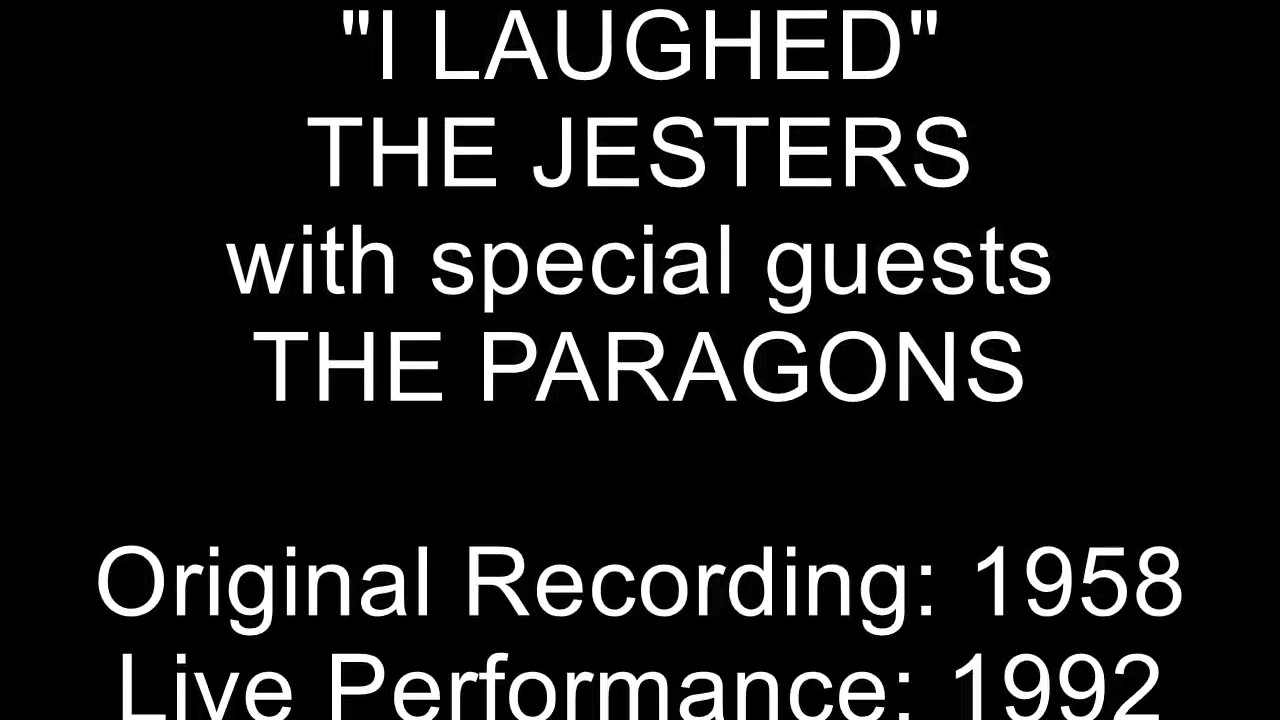 "I LAUGHED"
THE JESTERS
with special guests
THE PARAGONS
Original Recording: 1958
Live Performance: 1992